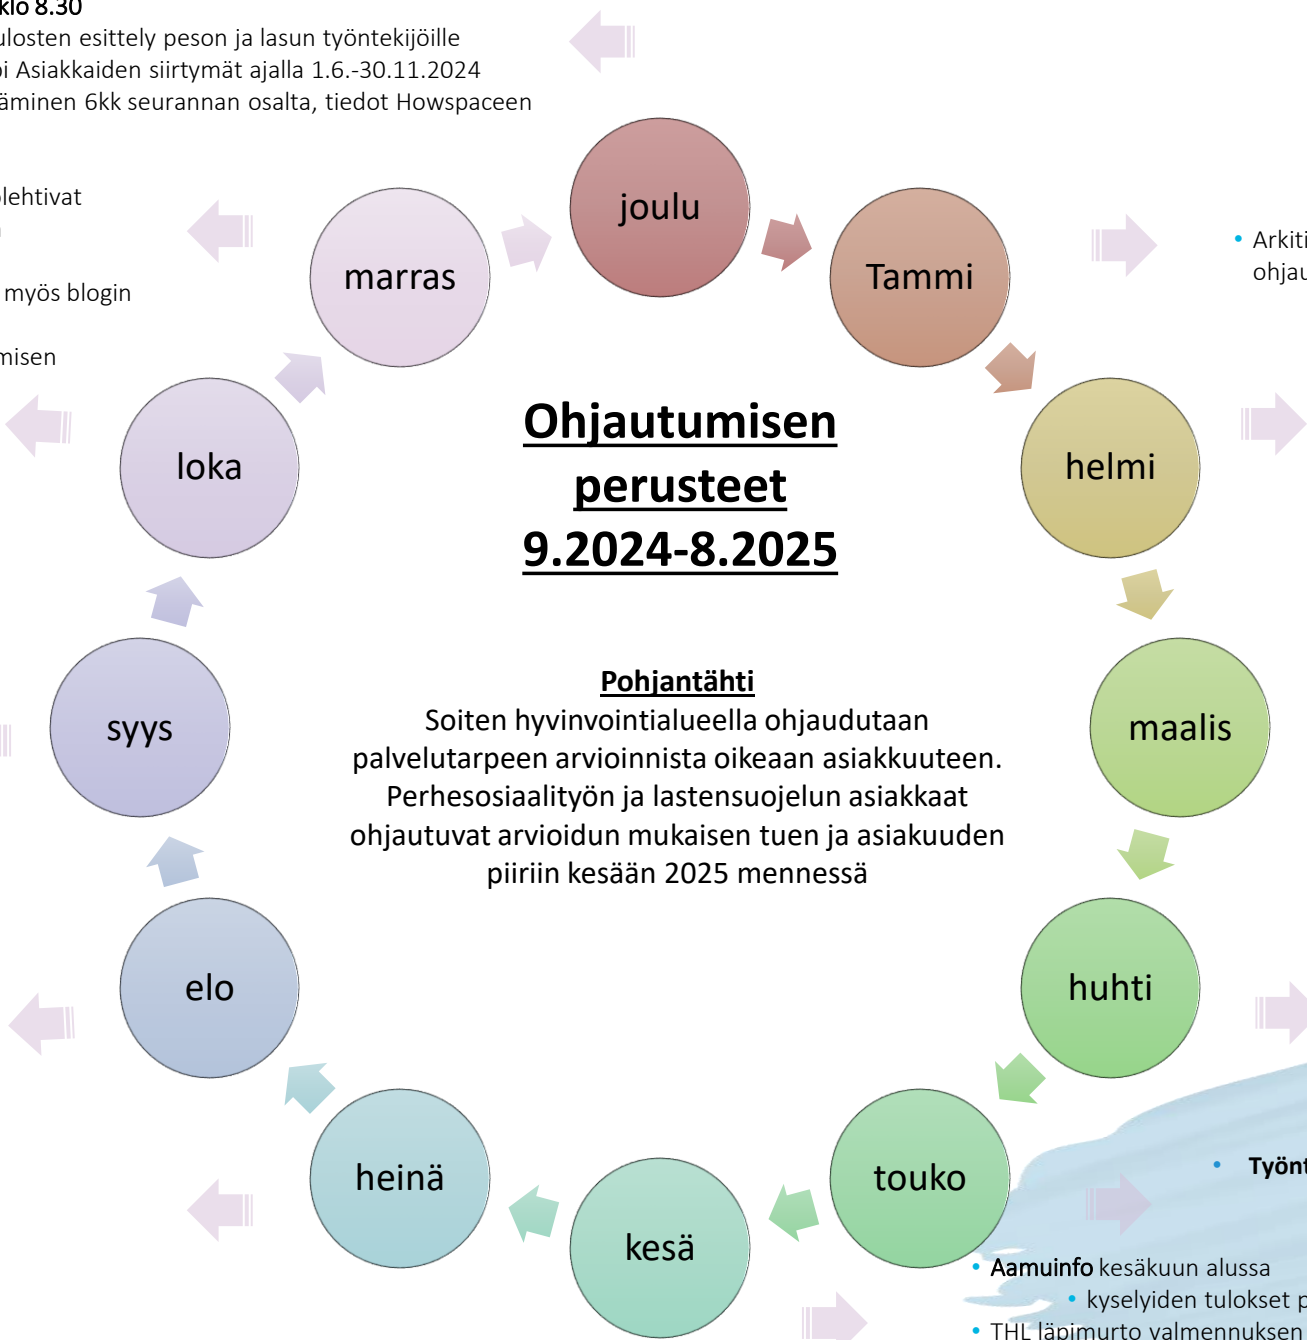 klo 8.30
ulosten esittely peson ja lasun työntekijöille
oi Asiakkaiden siirtymät ajalla 1.6.-30.11.2024
äminen 6kk seurannan osalta, tiedot Howspaceen
olehtivat
myös blogin
misen
joulu
marras
Tammi
Arkiti
ohjau
loka
helmi
Ohjautumisen
perusteet
9.2024-8.2025
syys
maalis
Pohjantähti
Soiten hyvinvointialueella ohjaudutaan
palvelutarpeen arvioinnista oikeaan asiakkuuteen.
Perhesosiaalityön ja lastensuojelun asiakkaat
ohjautuvat arvioidun mukaisen tuen ja asiakuuden
piiriin kesään 2025 mennessä
elo
huhti
heinä
touko
kesä
• Työnt
• Aamuinfo kesäkuun alussa
• kyselyiden tulokset p
• THL läpimurto valmennuksen